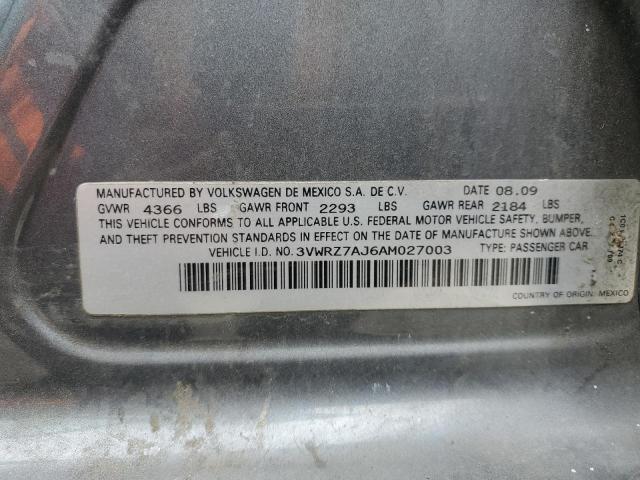 MANUFACTURED BY VOLKSWAGEN DE MEXICO S.A. DE C.V. DATE 08.09
GVWR 4366 LBS GAWR FRONT 2293 LBS GAWR REAR 2184 LBS
THIS VEHICLE CONFORMS TO ALL APPLICABLE U.S. FEDERAL MOTOR VEHICLE SAFETY, BUMPER,
AND THEFT PREVENTION STANDARDS IN EFFECT ON THE DATE OF MANUFACTURE SHOWN ABOVE.
VEHICLE I.D. NO. 3VWRZ7AJ6AM027003 TYPE: PASSENGER CAR
COUNTRY OF ORIGIN: MEXICO